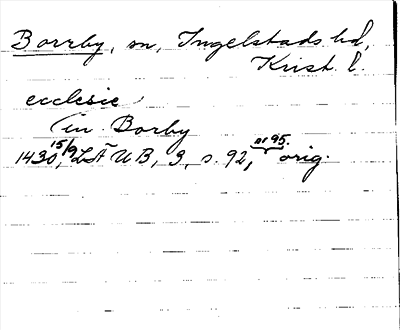 Borrby, sn, Ingelstads hd,
Krist. l.
ecclesie
(in Borby
1430 15/9, LÄUB, 3, s. 92, nr 95. orig.